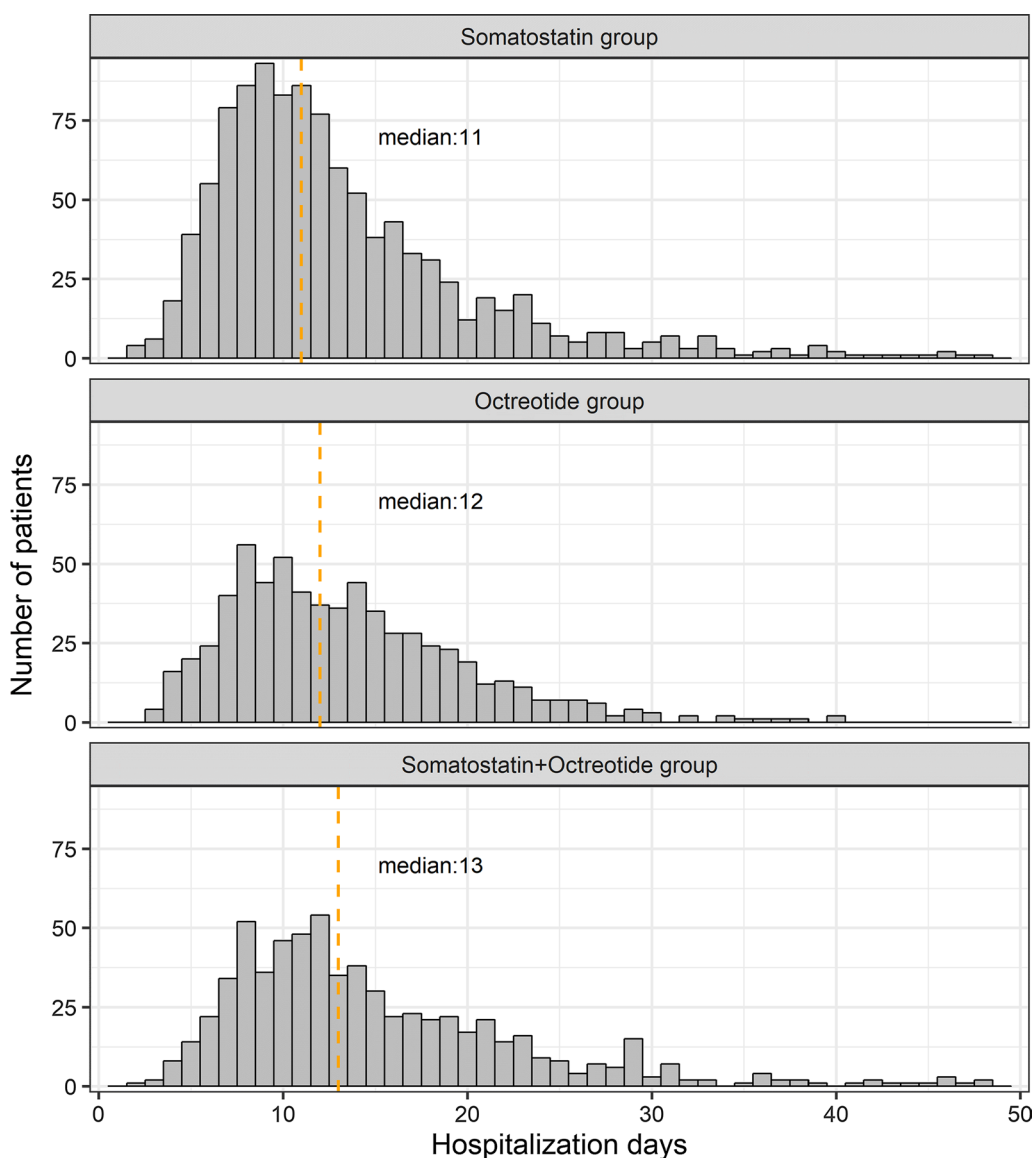 Somatostatin group
75
50
25
0
median:11
Octreotide group
75
50
25
0
median:12
Somatostatin+Octreotide group
75
50
25
0
median:13
0 10 20 30 40 50
Hospitalization days
Number of patients